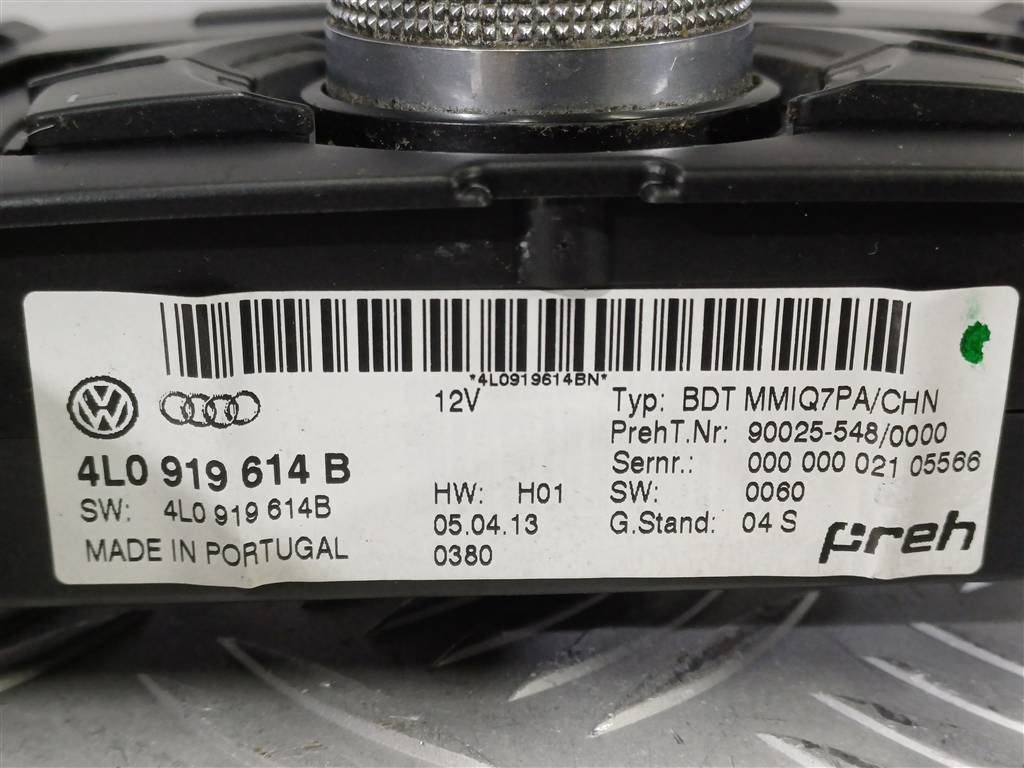 *4L0919614BN*
12V
Typ: BDT MMIQ7PA/CHN
PrehT.Nr: 90025-548/0000
4L0 919 614 B
Sernr.: 000 000 021 05566
HW: H01
SW: 0060
SW: 4L0 919 614B
05.04.13
G.Stand: 04 S
preh
MADE IN PORTUGAL
0380